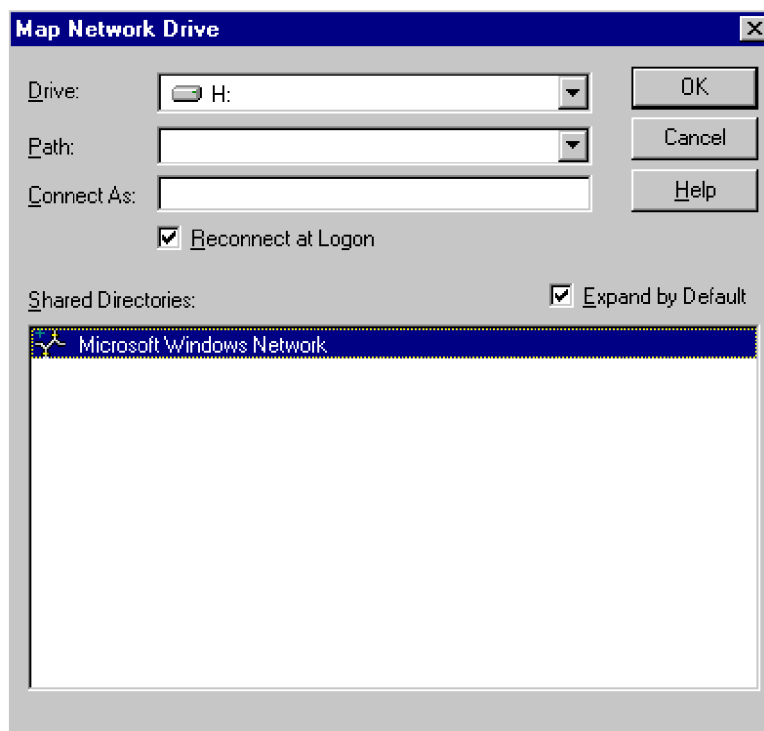 Map Network Drive
Drive: H: OK
Path: Cancel
Connect As: Help
Reconnect at Logon
Shared Directories: Expand by Default
Microsoft Windows Network